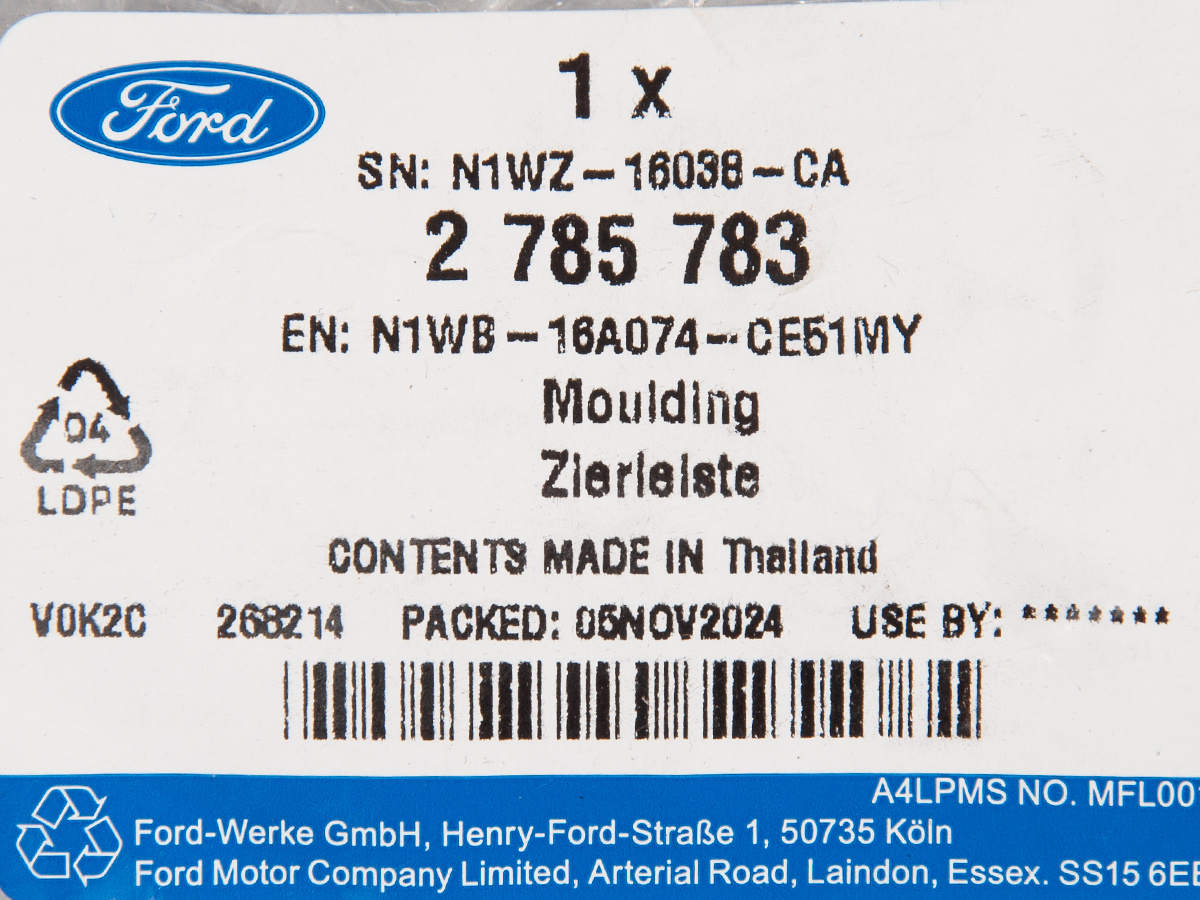 Ford
1 x
SN: N1WZ-16038-CA
2 785 783
EN: N1WB-16A074-CE51MY
Moulding
Zierleiste
04
LDPE
CONTENTS MADE IN Thailand
V0K2C 268214 PACKED: 05NOV2024 USE BY: *******
A4LPMS NO. MFL001
Ford-Werke GmbH, Henry-Ford-Straße 1, 50735 Köln
Ford Motor Company Limited, Arterial Road, Laindon, Essex. SS15 6EE